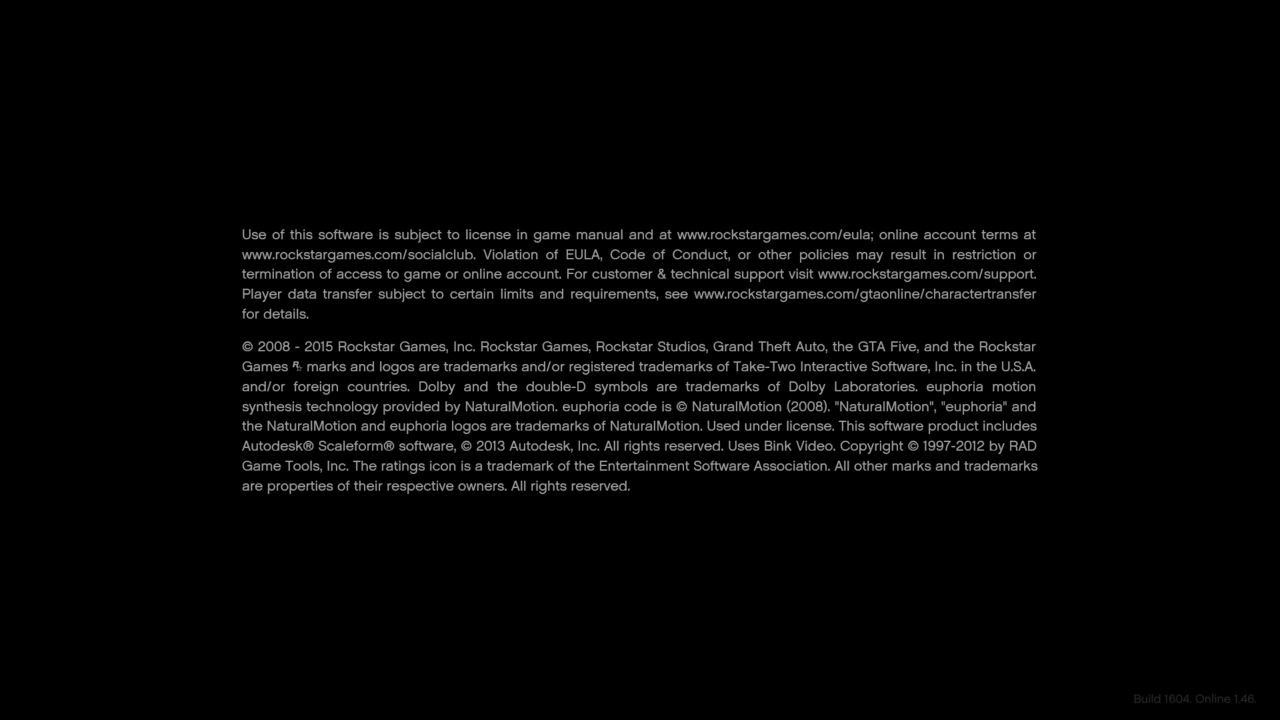 Use of this software is subject to license in game manual and at www.rockstargames.com/eula; online account terms at
www.rockstargames.com/socialclub. Violation of EULA, Code of Conduct, or other policies may result in restriction or
termination of access to game or online account. For customer & technical support visit www.rockstargames.com/support.
Player data transfer subject to certain limits and requirements, see www.rockstargames.com/gtaonline/charactertransfer
for details.
© 2008 - 2015 Rockstar Games, Inc. Rockstar Games, Rockstar Studios, Grand Theft Auto, the GTA Five, and the Rockstar
Games R* marks and logos are trademarks and/or registered trademarks of Take-Two Interactive Software, Inc. in the U.S.A.
and/or foreign countries. Dolby and the double-D symbols are trademarks of Dolby Laboratories. euphoria motion
synthesis technology provided by NaturalMotion. euphoria code is © NaturalMotion (2008). "NaturalMotion", "euphoria" and
the NaturalMotion and euphoria logos are trademarks of NaturalMotion. Used under license. This software product includes
Autodesk® Scaleform® software, © 2013 Autodesk, Inc. All rights reserved. Uses Bink Video. Copyright © 1997-2012 by RAD
Game Tools, Inc. The ratings icon is a trademark of the Entertainment Software Association. All other marks and trademarks
are properties of their respective owners. All rights reserved.
Build 1604. Online 1.46.